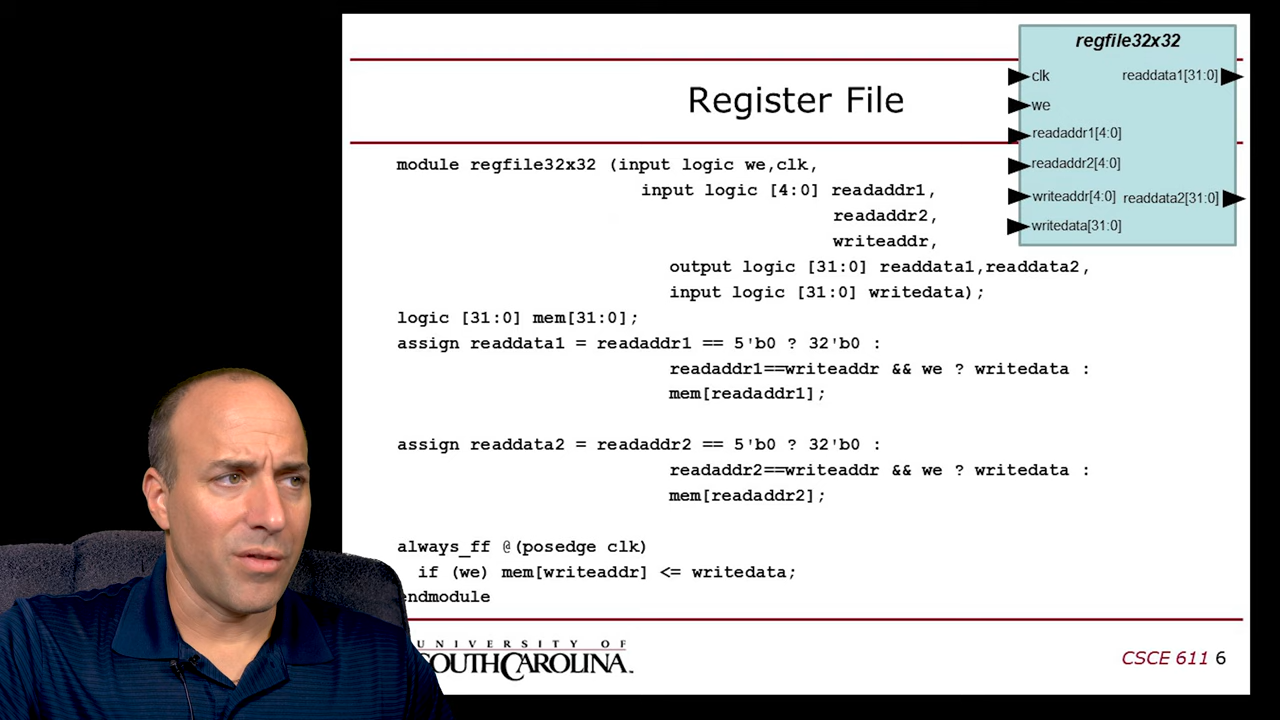 regfile32x32
clk
readdata1[31:0]
we
readaddr1[4:0]
readaddr2[4:0]
writeaddr[4:0]
readdata2[31:0]
writedata[31:0]
Register File
module regfile32x32 (input logic we,clk,
input logic [4:0] readaddr1,
readaddr2,
writeaddr,
output logic [31:0] readdata1,readdata2,
input logic [31:0] writedata);
logic [31:0] mem[31:0];
assign readdata1 = readaddr1 == 5'b0 ? 32'b0 :
readaddr1==writeaddr && we ? writedata :
mem[readaddr1];
assign readdata2 = readaddr2 == 5'b0 ? 32'b0 :
readaddr2==writeaddr && we ? writedata :
mem[readaddr2];
always_ff @(posedge clk)
if (we) mem[writeaddr] <= writedata;
endmodule
UNIVERSITY OF
SOUTH CAROLINA
CSCE 611 6